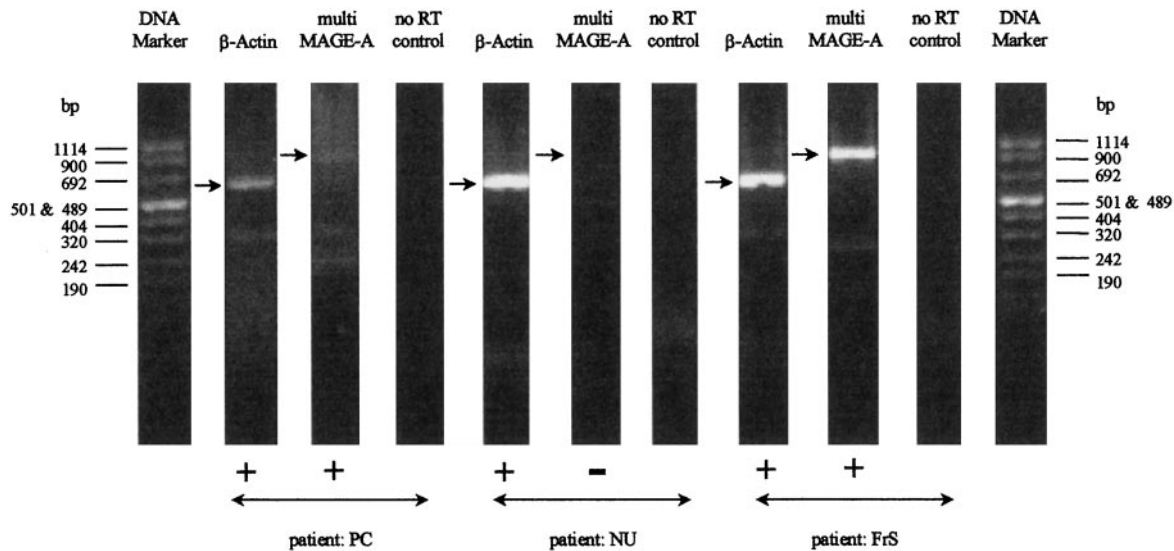 DNA Marker
β-Actin
multi MAGE-A
no RT control
β-Actin
multi MAGE-A
no RT control
β-Actin
multi MAGE-A
no RT control
DNA Marker
bp
1114
900
692
501 & 489
404
320
242
190
bp
1114
900
692
501 & 489
404
320
242
190
+ + + - + +
patient: PC
patient: NU
patient: FrS